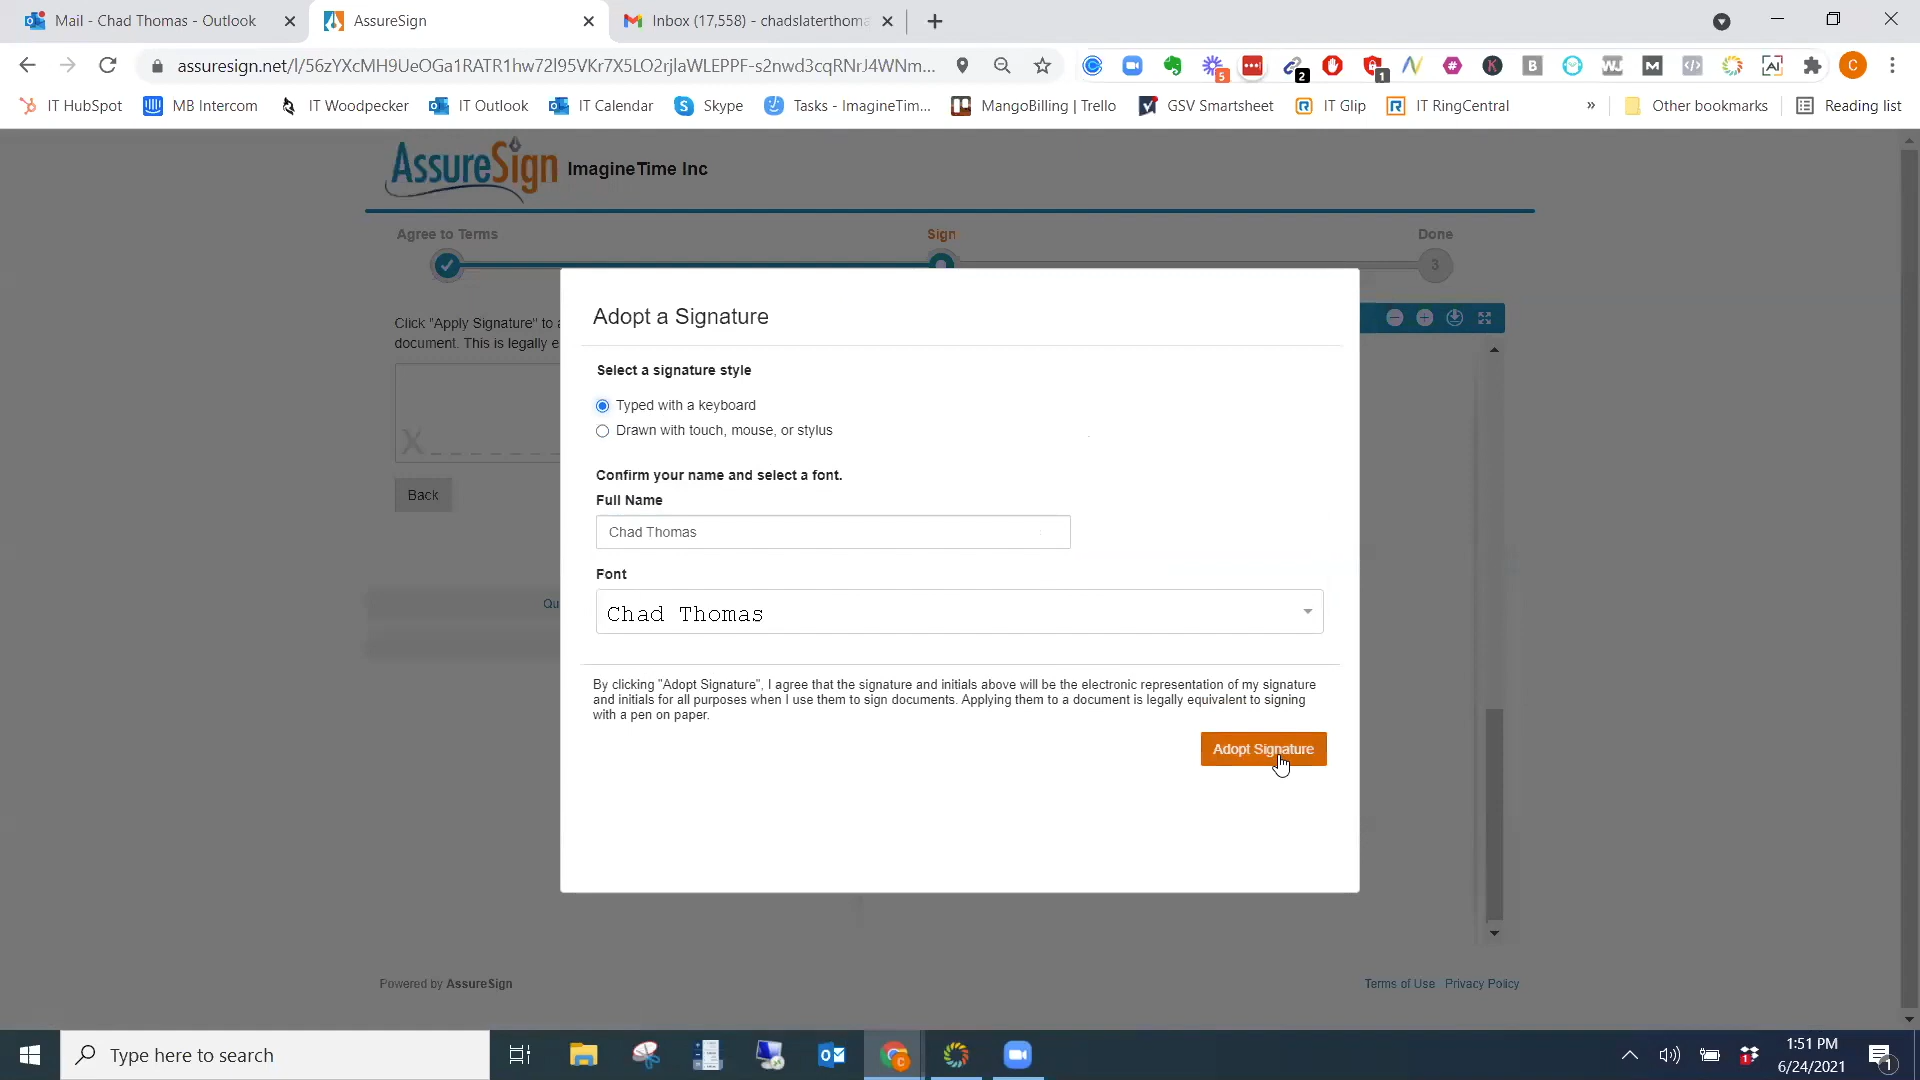 Mail - Chad Thomas - Outlook
AssureSign
Inbox (17,558) - chadslaterthoma
assuresign.net/l/56zYXcMH9UeOGa1RATR1hw72l95VKr7X5LO2rjlaWLEPPF-s2nwd3cqRNrJ4WNm...
IT HubSpot
MB Intercom
IT Woodpecker
IT Outlook
IT Calendar
Skype
Tasks - ImagineTim...
MangoBilling | Trello
GSV Smartsheet
IT Glip
IT RingCentral
»
Other bookmarks
Reading list
AssureSign ImagineTime Inc
Agree to Terms
Sign
Done
3
Click "Apply Signature" to a
document. This is legally e
X
Back
Qu
Adopt a Signature
Select a signature style
Typed with a keyboard
Drawn with touch, mouse, or stylus
Confirm your name and select a font.
Full Name
Chad Thomas
Font
Chad Thomas
By clicking "Adopt Signature", I agree that the signature and initials above will be the electronic representation of my signature
and initials for all purposes when I use them to sign documents. Applying them to a document is legally equivalent to signing
with a pen on paper.
Adopt Signature
Powered by AssureSign
Terms of Use
Privacy Policy
Type here to search
1:51 PM
6/24/2021
1